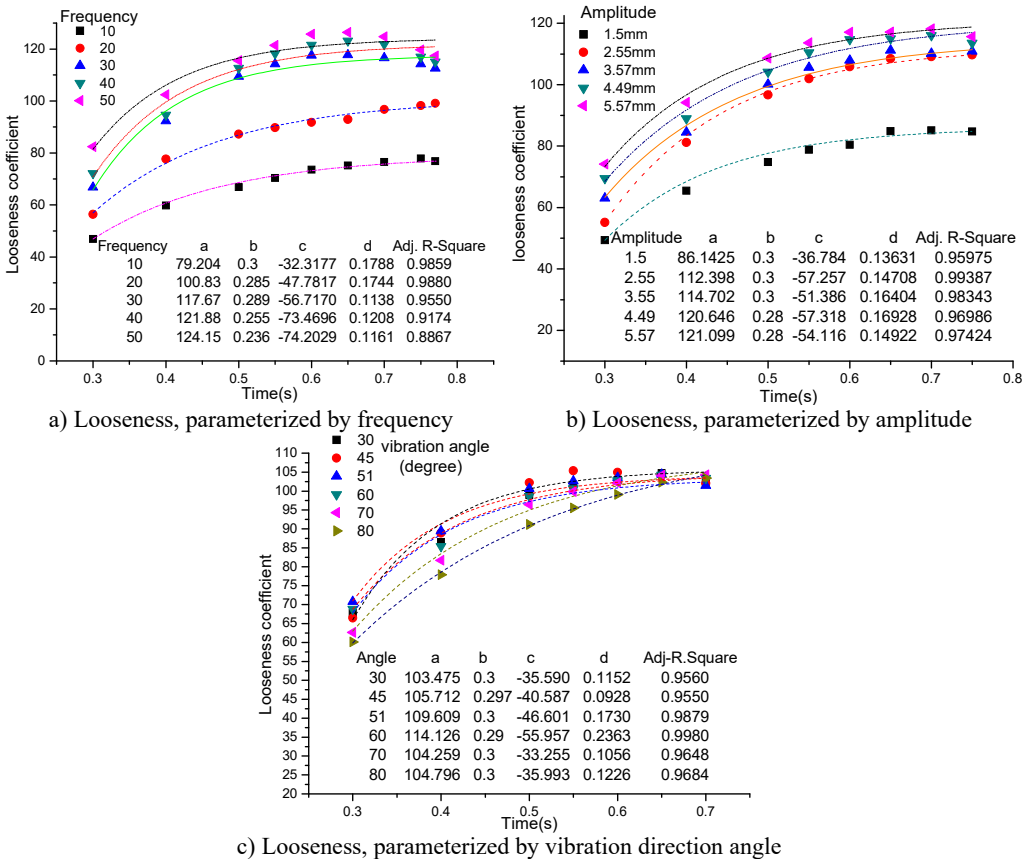 Frequency
10
20
30
40
50
120
100
80
60
40
20
0
Looseness coefficient
Frequency a b c d Adj. R-Square
10 79.204 0.3 -32.3177 0.1788 0.9859
20 100.83 0.285 -47.7817 0.1744 0.9880
30 117.67 0.289 -56.7170 0.1138 0.9550
40 121.88 0.255 -73.4696 0.1208 0.9174
50 124.15 0.236 -74.2029 0.1161 0.8867
0.3 0.4 0.5 0.6 0.7 0.8
Time(s)
a) Looseness, parameterized by frequency
Amplitude
1.5mm
2.55mm
3.57mm
4.49mm
5.57mm
120
100
80
60
40
20
looseness coefficient
Amplitude a b c d Adj. R-Square
1.5 86.1425 0.3 -36.784 0.13631 0.95975
2.55 112.398 0.3 -57.257 0.14708 0.99387
3.55 114.702 0.3 -51.386 0.16404 0.98343
4.49 120.646 0.28 -57.318 0.16928 0.96986
5.57 121.099 0.28 -54.116 0.14922 0.97424
0.3 0.4 0.5 0.6 0.7 0.8
Time(s)
b) Looseness, parameterized by amplitude
vibration angle
(degree)
30
45
51
60
70
80
110
105
100
95
90
85
80
75
70
65
60
55
50
45
40
35
30
25
20
Looseness coefficient
Angle a b c d Adj-R.Square
30 103.475 0.3 -35.590 0.1152 0.9560
45 105.712 0.297 -40.587 0.0928 0.9550
51 109.609 0.3 -46.601 0.1730 0.9879
60 114.126 0.29 -55.957 0.2363 0.9980
70 104.259 0.3 -33.255 0.1056 0.9648
80 104.796 0.3 -35.993 0.1226 0.9684
0.3 0.4 0.5 0.6 0.7
Time(s)
c) Looseness, parameterized by vibration direction angle